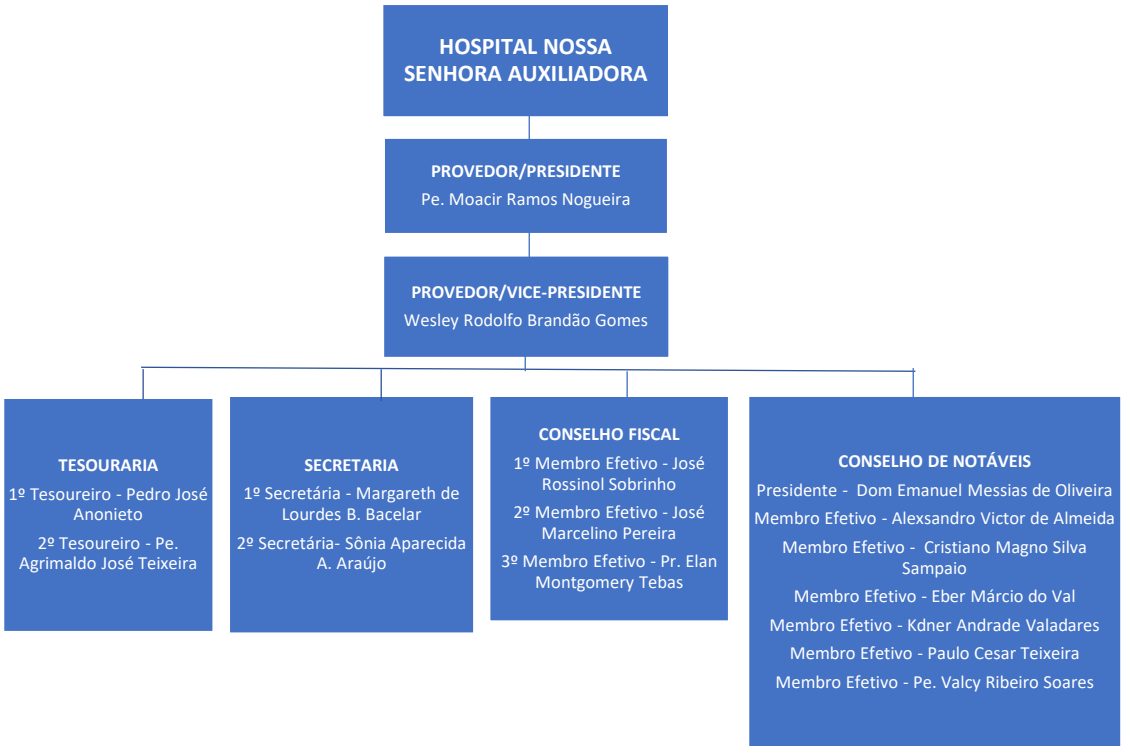 HOSPITAL NOSSA
SENHORA AUXILIADORA
PROVEDOR/PRESIDENTE
Pe. Moacir Ramos Nogueira
PROVEDOR/VICE-PRESIDENTE
Wesley Rodolfo Brandão Gomes
TESOURARIA
1º Tesoureiro - Pedro José
Anonieto
2º Tesoureiro - Pe.
Agrimaldo José Teixeira
SECRETARIA
1º Secretária - Margareth de
Lourdes B. Bacelar
2º Secretária- Sônia Aparecida
A. Araújo
CONSELHO FISCAL
1º Membro Efetivo - José
Rossinol Sobrinho
2º Membro Efetivo - José
Marcelino Pereira
3º Membro Efetivo - Pr. Elan
Montgomery Tebas
CONSELHO DE NOTÁVEIS
Presidente -  Dom Emanuel Messias de Oliveira
Membro Efetivo - Alexsandro Victor de Almeida
Membro Efetivo -  Cristiano Magno Silva
Sampaio
Membro Efetivo - Eber Márcio do Val
Membro Efetivo - Kdner Andrade Valadares
Membro Efetivo - Paulo Cesar Teixeira
Membro Efetivo - Pe. Valcy Ribeiro Soares